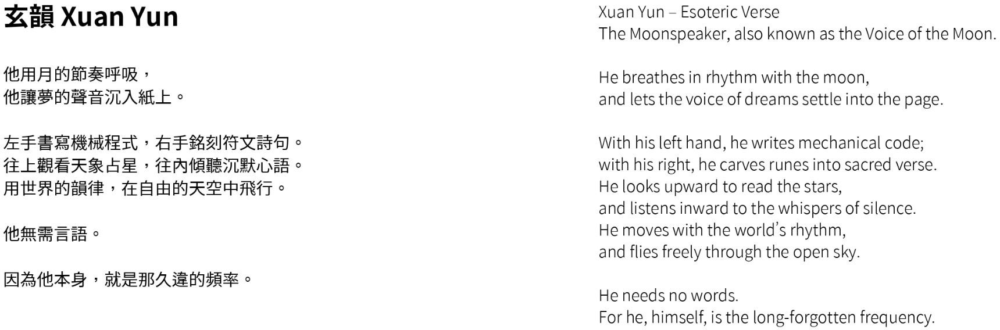 玄韻 Xuan Yun
他用月的節奏呼吸，
他讓夢的聲音沉入紙上。
左手書寫機械程式，右手銘刻符文詩句。
往上觀看天象占星，往內傾聽沉默心語。
用世界的韻律，在自由的天空中飛行。
他無需言語。
因為他本身，就是那久違的頻率。
Xuan Yun – Esoteric Verse
The Moonspeaker, also known as the Voice of the Moon.
He breathes in rhythm with the moon,
and lets the voice of dreams settle into the page.
With his left hand, he writes mechanical code;
with his right, he carves runes into sacred verse.
He looks upward to read the stars,
and listens inward to the whispers of silence.
He moves with the world’s rhythm,
and flies freely through the open sky.
He needs no words.
For he, himself, is the long-forgotten frequency.